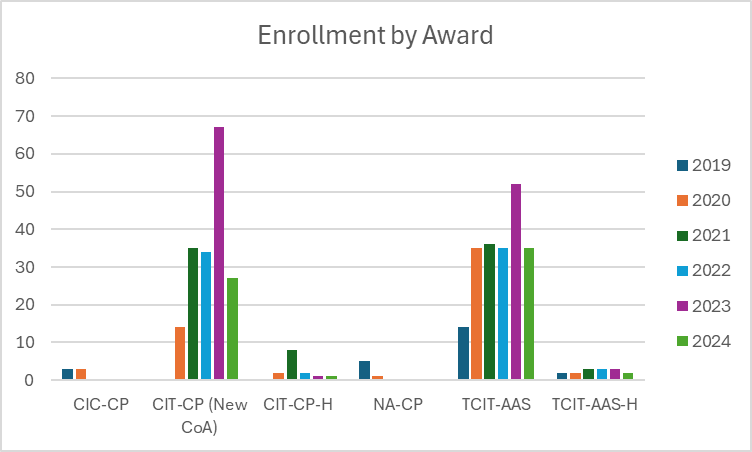 Enrollment by Award
80
70
60
50
40
30
20
10
0
CIC-CP
CIT-CP (New
CoA)
CIT-CP-H
NA-CP
TCIT-AAS
TCIT-AAS-H
2019
2020
2021
2022
2023
2024